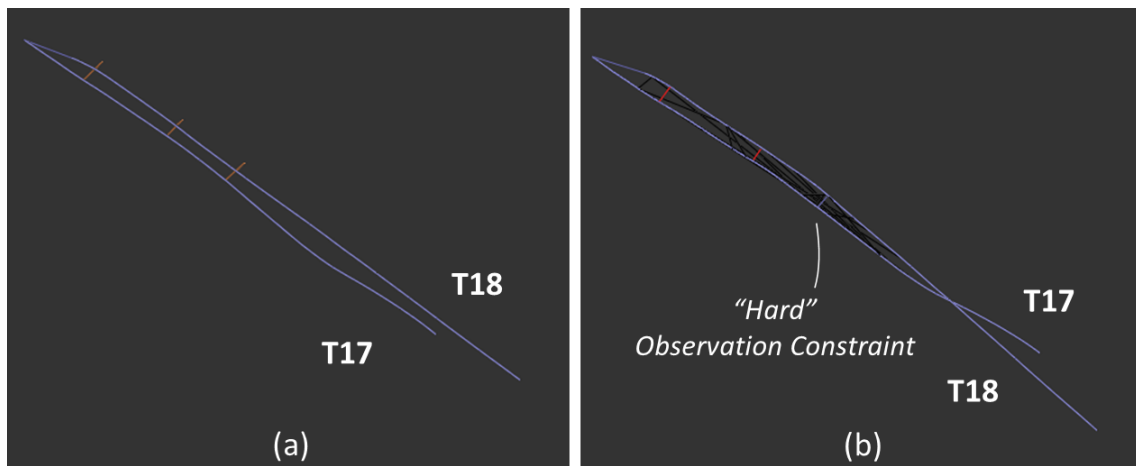 T18
T17
(a)
T17
“Hard”
Observation Constraint
T18
(b)